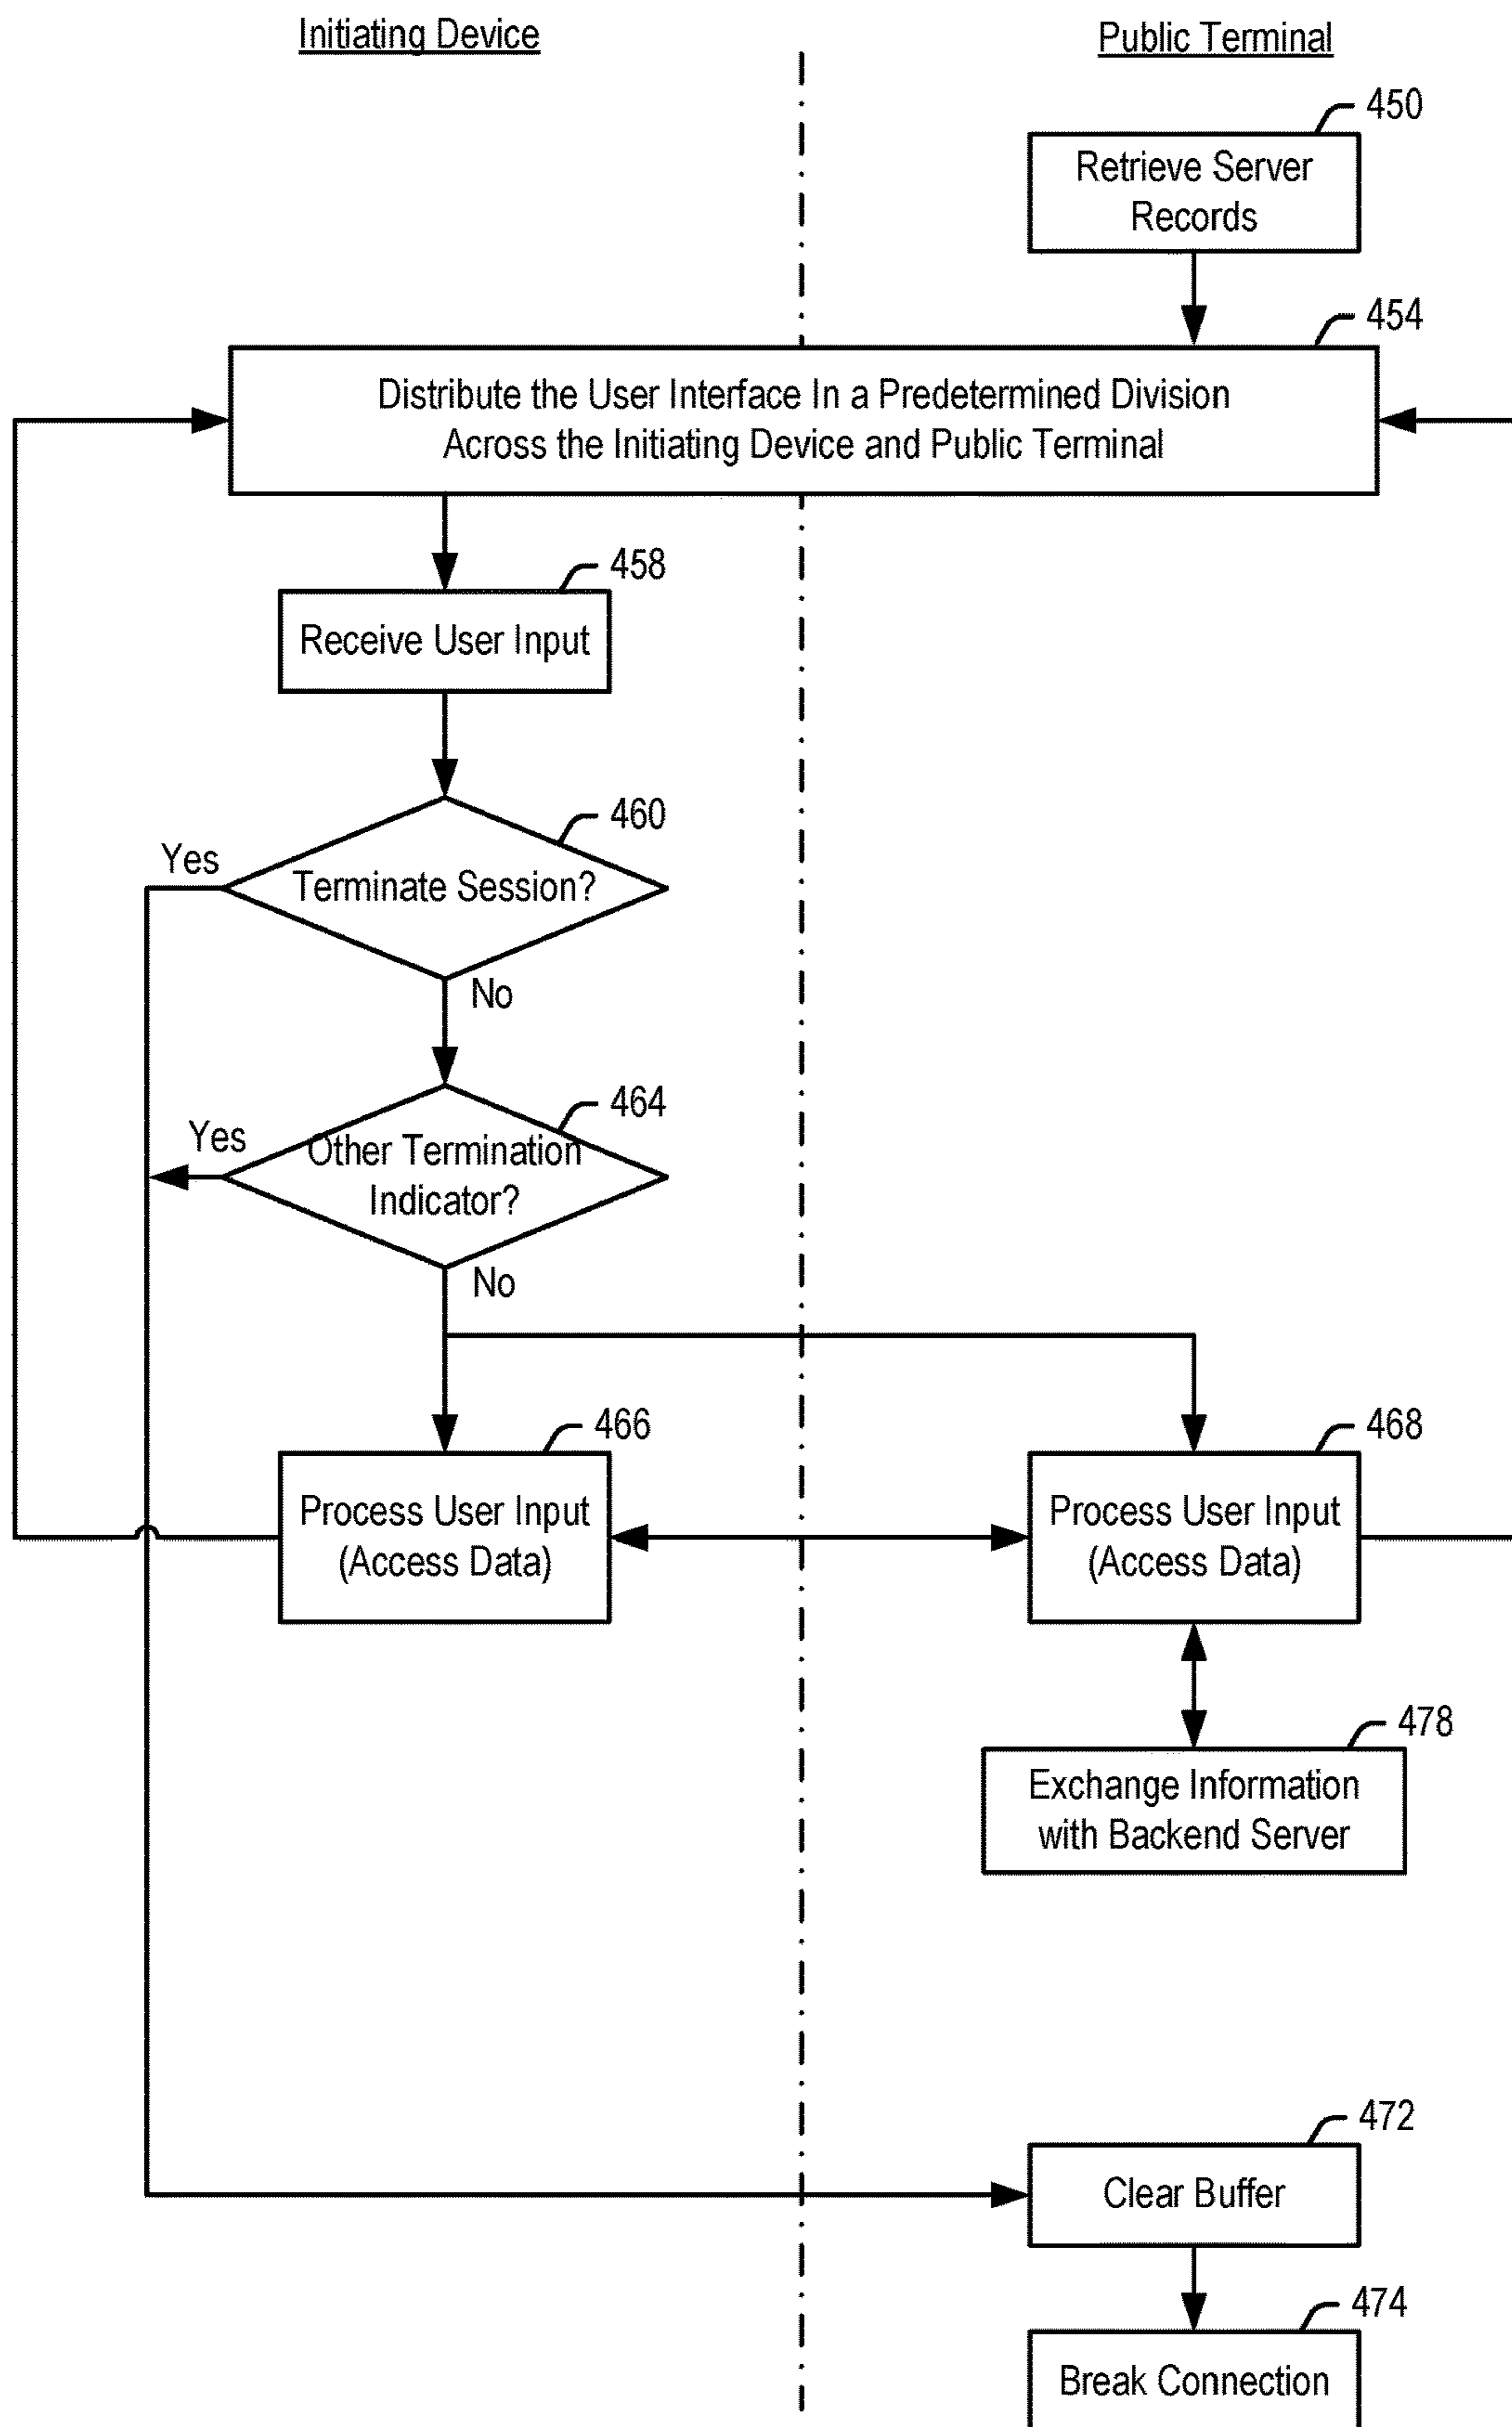 Initiating Device
Public Terminal
450
Retrieve Server
Records
454
Distribute the User Interface In a Predetermined Division
Across the Initiating Device and Public Terminal
458
Receive User Input
460
Yes
Terminate Session?
No
464
Yes
Other Termination
Indicator?
No
466
Process User Input
(Access Data)
468
Process User Input
(Access Data)
478
Exchange Information
with Backend Server
472
Clear Buffer
474
Break Connection